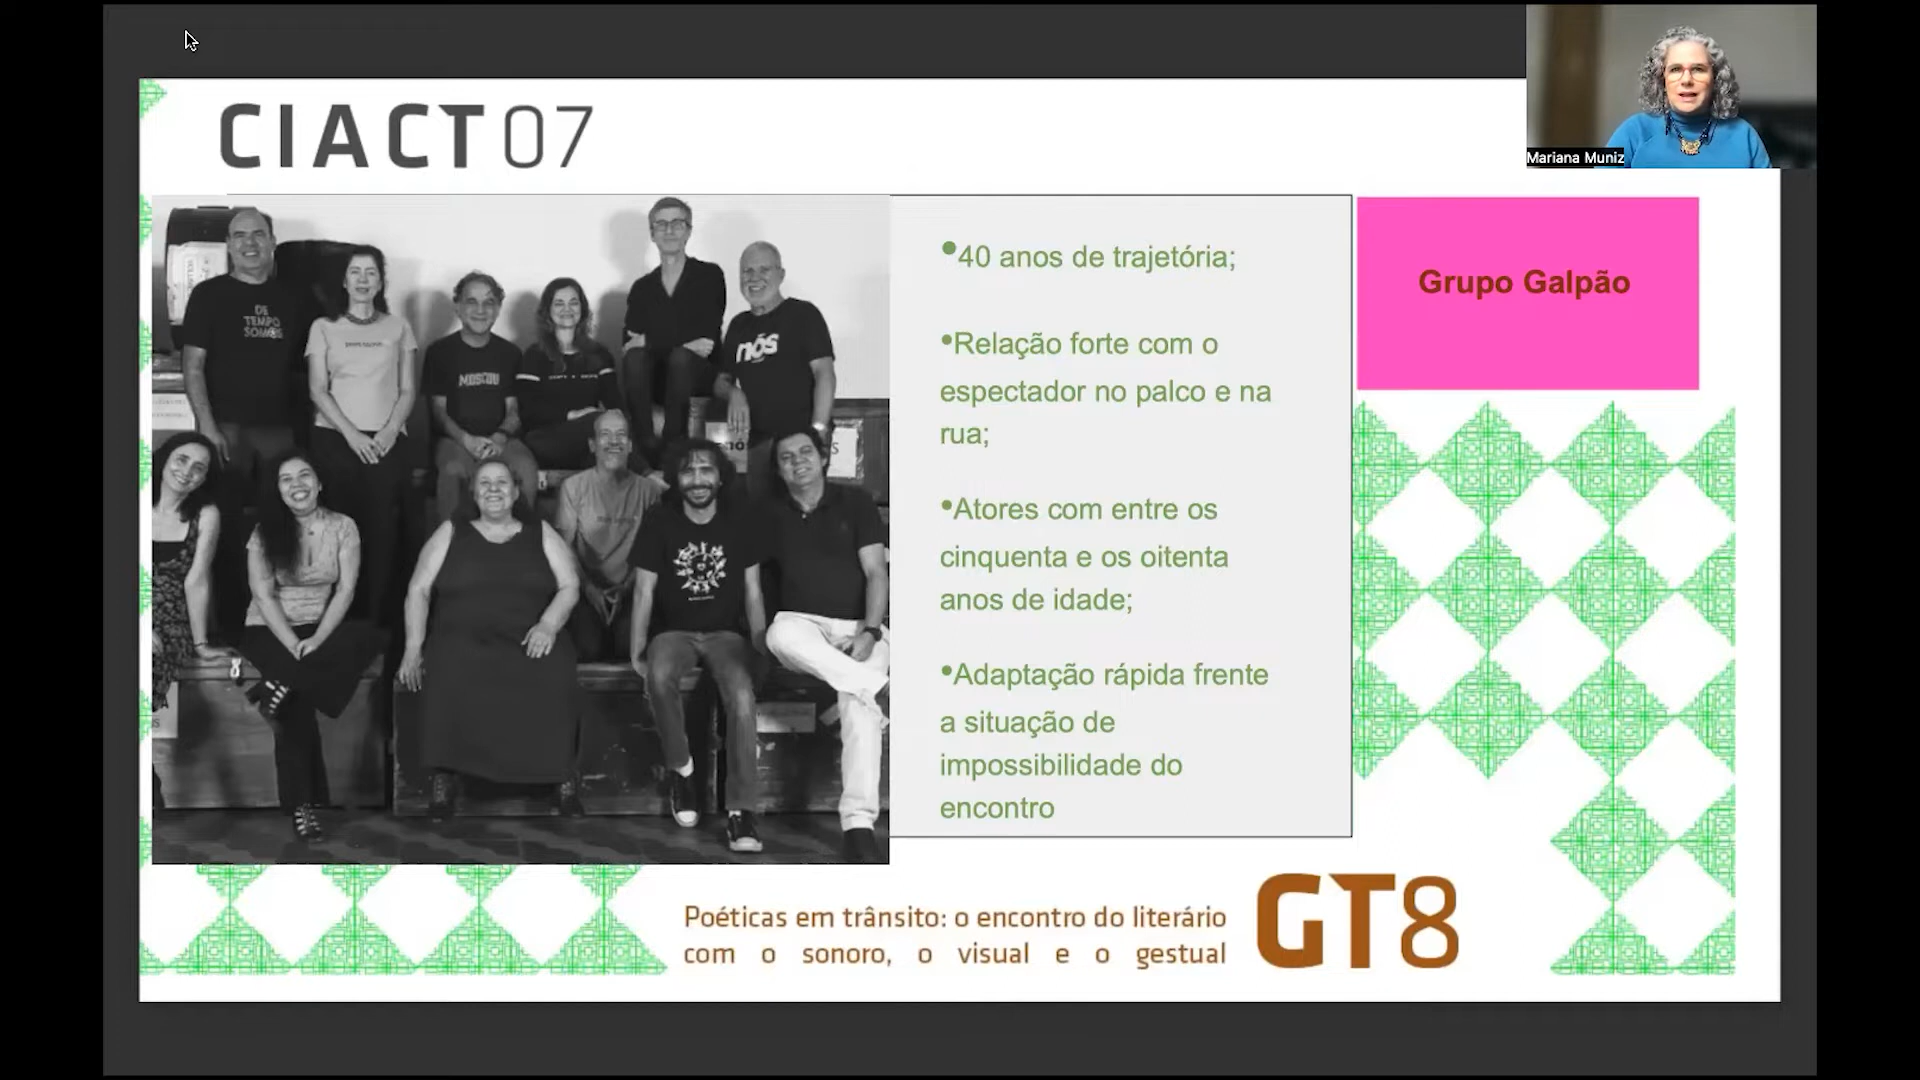 CIACT07
Mariana Muniz
DE
TEMPO
SOMOS
MOSCOU
nós
•40 anos de trajetória;
•Relação forte com o
espectador no palco e na
rua;
•Atores com entre os
cinquenta e os oitenta
anos de idade;
•Adaptação rápida frente
a situação de
impossibilidade do
encontro
Grupo Galpão
Poéticas em trânsito: o encontro do literário
com o sonoro, o visual e o gestual
GT8